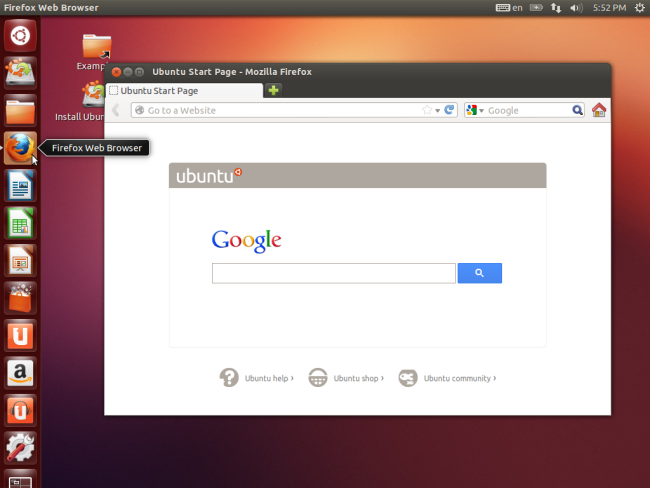 Firefox Web Browser
en
5:52 PM
Examp
Install Ubun
Ubuntu Start Page - Mozilla Firefox
Ubuntu Start Page
Go to a Website
Google
Firefox Web Browser
ubuntu
Google
Ubuntu help ›
Ubuntu shop ›
Ubuntu community ›